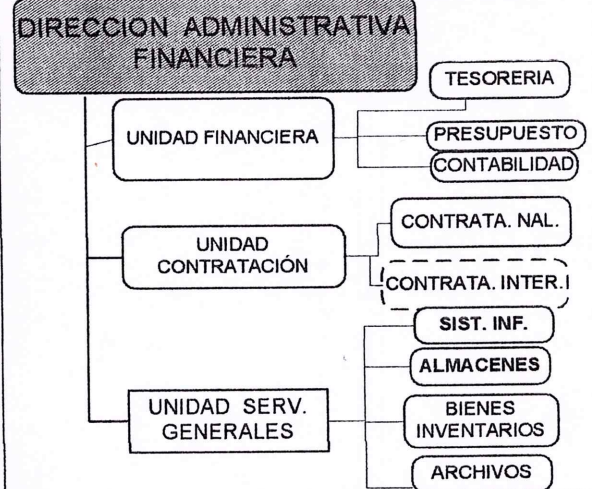 DIRECCION ADMINISTRATIVA
FINANCIERA
TESORERIA
UNIDAD FINANCIERA
PRESUPUESTO
CONTABILIDAD
CONTRATA. NAL.
UNIDAD
CONTRATACIÓN
CONTRATA. INTER.
SIST. INF.
ALMACENES
UNIDAD SERV.
GENERALES
BIENES
INVENTARIOS
ARCHIVOS